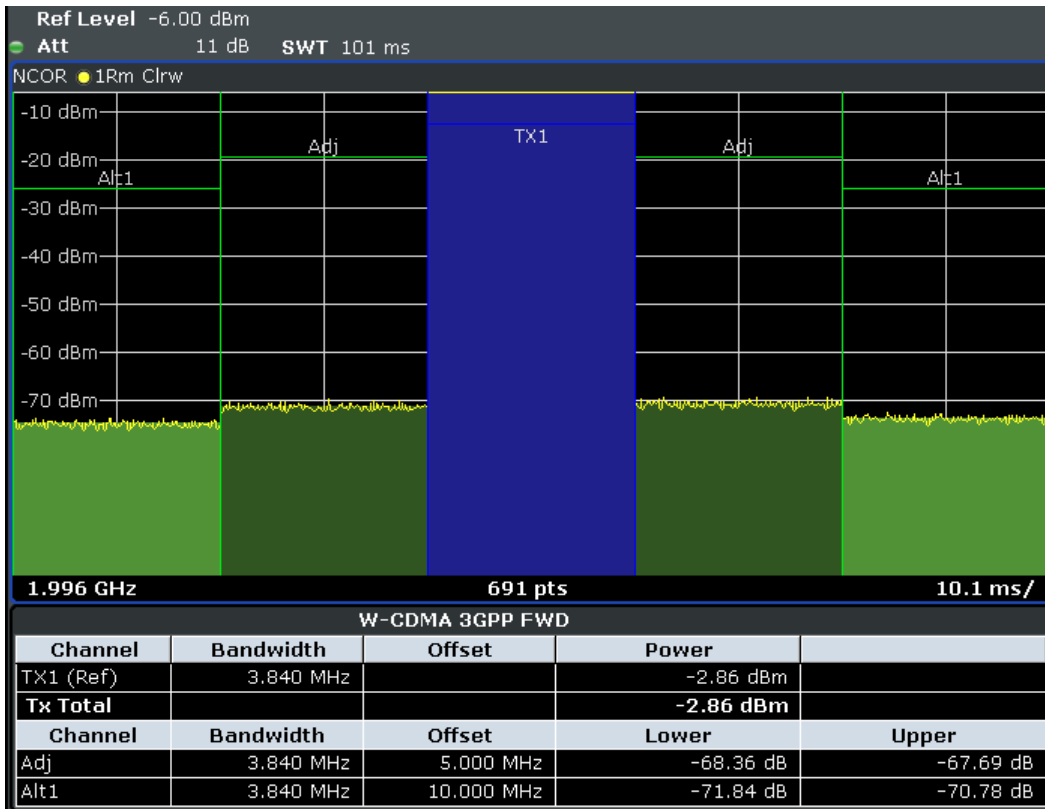 Ref Level -6.00 dBm
Att 11 dB SWT 101 ms
NCOR 1Rm Clrw
-10 dBm
TX1
Adj Adj
-20 dBm
Alt1 Alt1
-30 dBm
-40 dBm
-50 dBm
-60 dBm
-70 dBm
1.996 GHz 691 pts 10.1 ms/
W-CDMA 3GPP FWD
Channel Bandwidth Offset Power
TX1 (Ref) 3.840 MHz -2.86 dBm
Tx Total -2.86 dBm
Channel Bandwidth Offset Lower Upper
Adj 3.840 MHz 5.000 MHz -68.36 dB -67.69 dB
Alt1 3.840 MHz 10.000 MHz -71.84 dB -70.78 dB